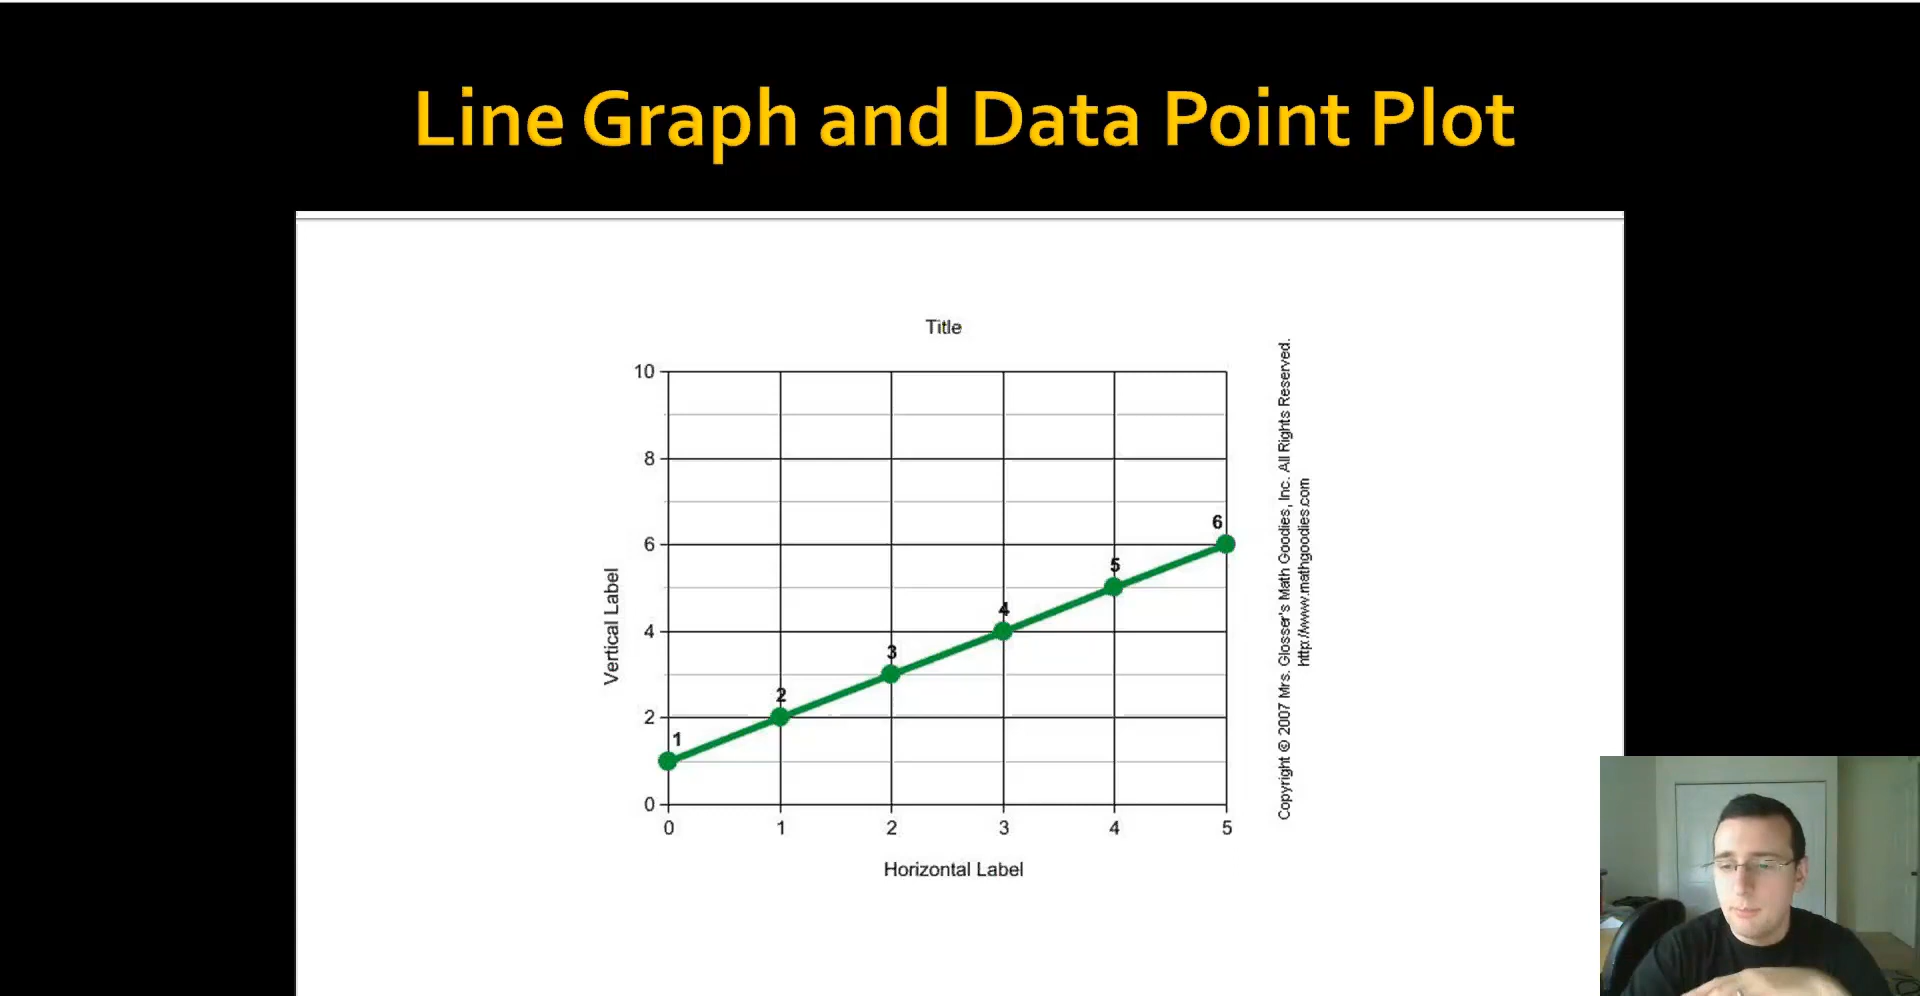 Line Graph and Data Point Plot
Title
10
8
6
4
2
0
Vertical Label
1
2
3
4
5
6
0 1 2 3 4 5
Horizontal Label
Copyright © 2007 Mrs. Glosser's Math Goodies, Inc. All Rights Reserved.
http://www.mathgoodies.com